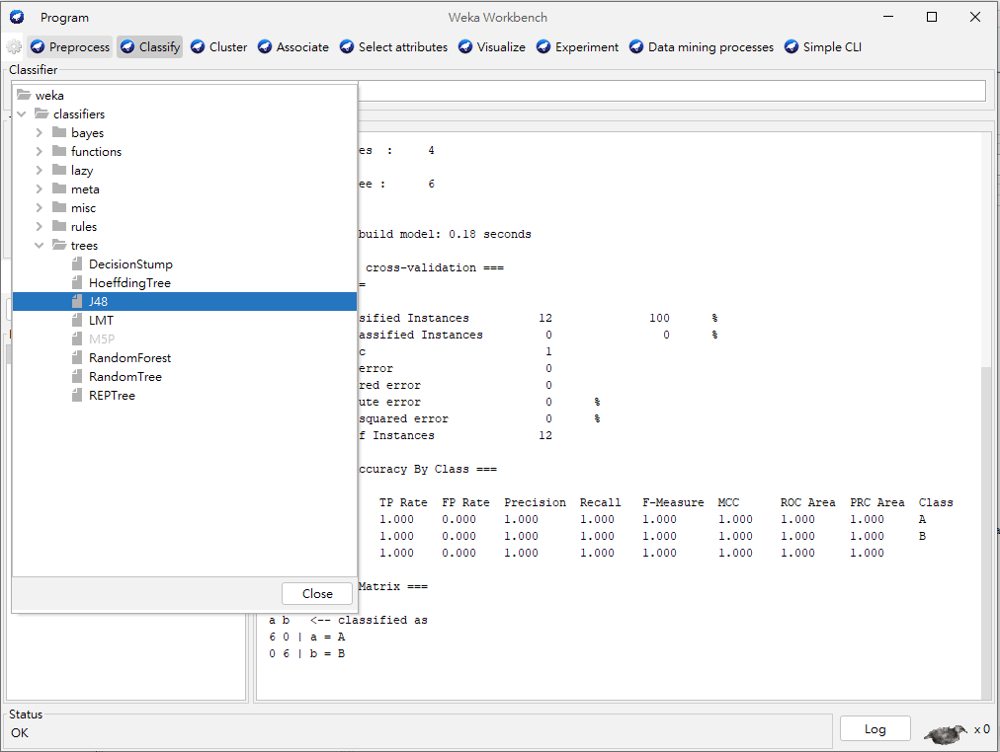 Program Weka Workbench
Preprocess Classify Cluster Associate Select attributes Visualize Experiment Data mining processes Simple CLI
Classifier
weka
classifiers
bayes
functions
lazy
meta
misc
rules
trees
DecisionStump
HoeffdingTree
J48
LMT
M5P
RandomForest
RandomTree
REPTree
Close
es : 4
ee : 6
build model: 0.18 seconds
cross-validation ===
=
sified Instances 12 100 %
assified Instances 0 0 %
c 1
error 0
red error 0
ute error 0 %
squared error 0 %
f Instances 12
ccuracy By Class ===
TP Rate FP Rate Precision Recall F-Measure MCC ROC Area PRC Area Class
1.000 0.000 1.000 1.000 1.000 1.000 1.000 1.000 A
1.000 0.000 1.000 1.000 1.000 1.000 1.000 1.000 B
1.000 0.000 1.000 1.000 1.000 1.000 1.000 1.000
Matrix ===
a b <-- classified as
6 0 | a = A
0 6 | b = B
Status
OK
Log
x 0